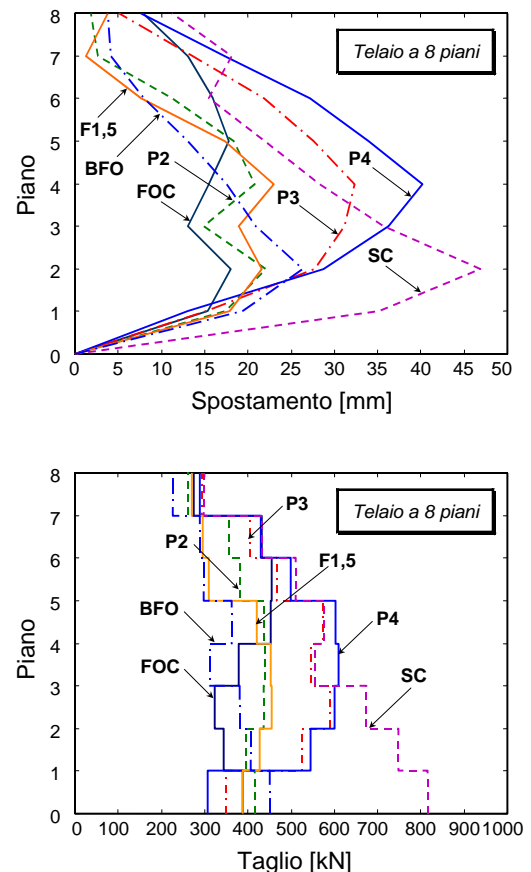 8
7
6
5
4
3
2
1
0
Piano
Telaio a 8 piani
F1,5
BFO
P2
FOC
P3
P4
SC
0 5 10 15 20 25 30 35 40 45 50
Spostamento [mm]
8
7
6
5
4
3
2
1
0
Piano
Telaio a 8 piani
P3
P2
F1,5
BFO
P4
FOC
SC
0 100 200 300 400 500 600 700 800 900 1000
Taglio [kN]